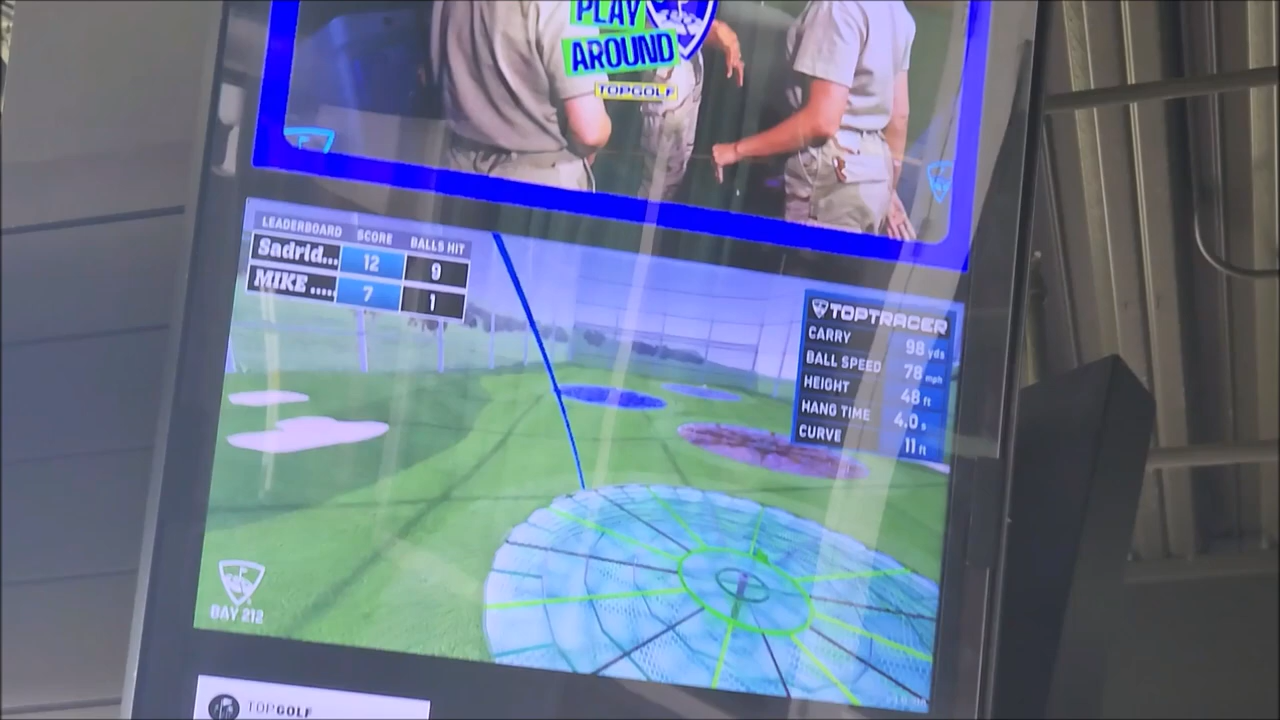 PLAY
AROUND
TOPGOLF
LEADERBOARD SCORE BALLS HIT
Sadrid... 12 9
MIKE ..... 7 1
TOPTRACER
CARRY 98 yds
BALL SPEED 78 mph
HEIGHT 48 ft
HANG TIME 4.0 s
CURVE 11 ft
BAY 212
TOPGOLF